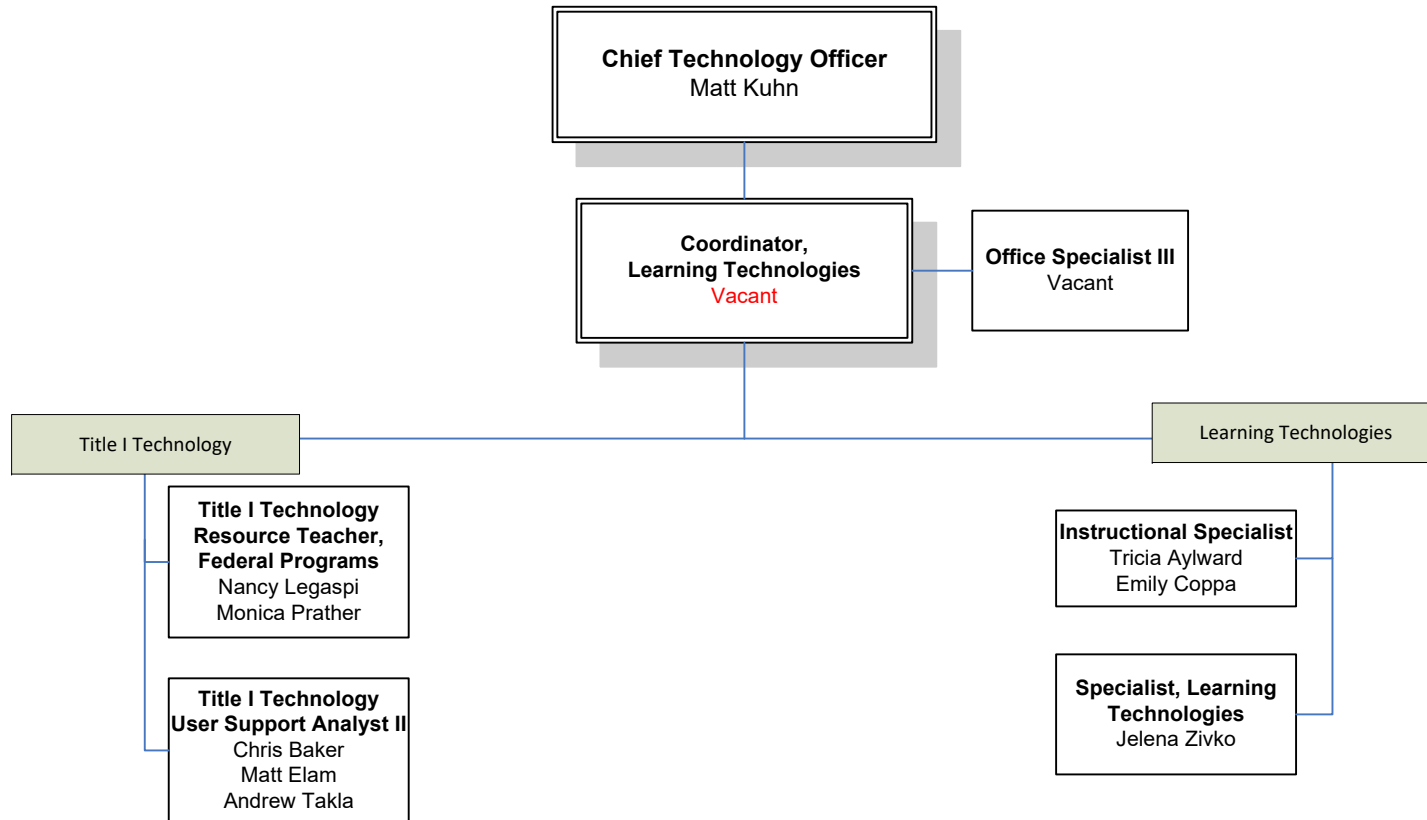 Chief Technology Officer
Matt Kuhn
Coordinator,
Learning Technologies
Vacant
Office Specialist III
Vacant
Title I Technology
Learning Technologies
Title I Technology
Resource Teacher,
Federal Programs
Nancy Legaspi
Monica Prather
Instructional Specialist
Tricia Aylward
Emily Coppa
Title I Technology
User Support Analyst II
Chris Baker
Matt Elam
Andrew Takla
Specialist, Learning
Technologies
Jelena Zivko